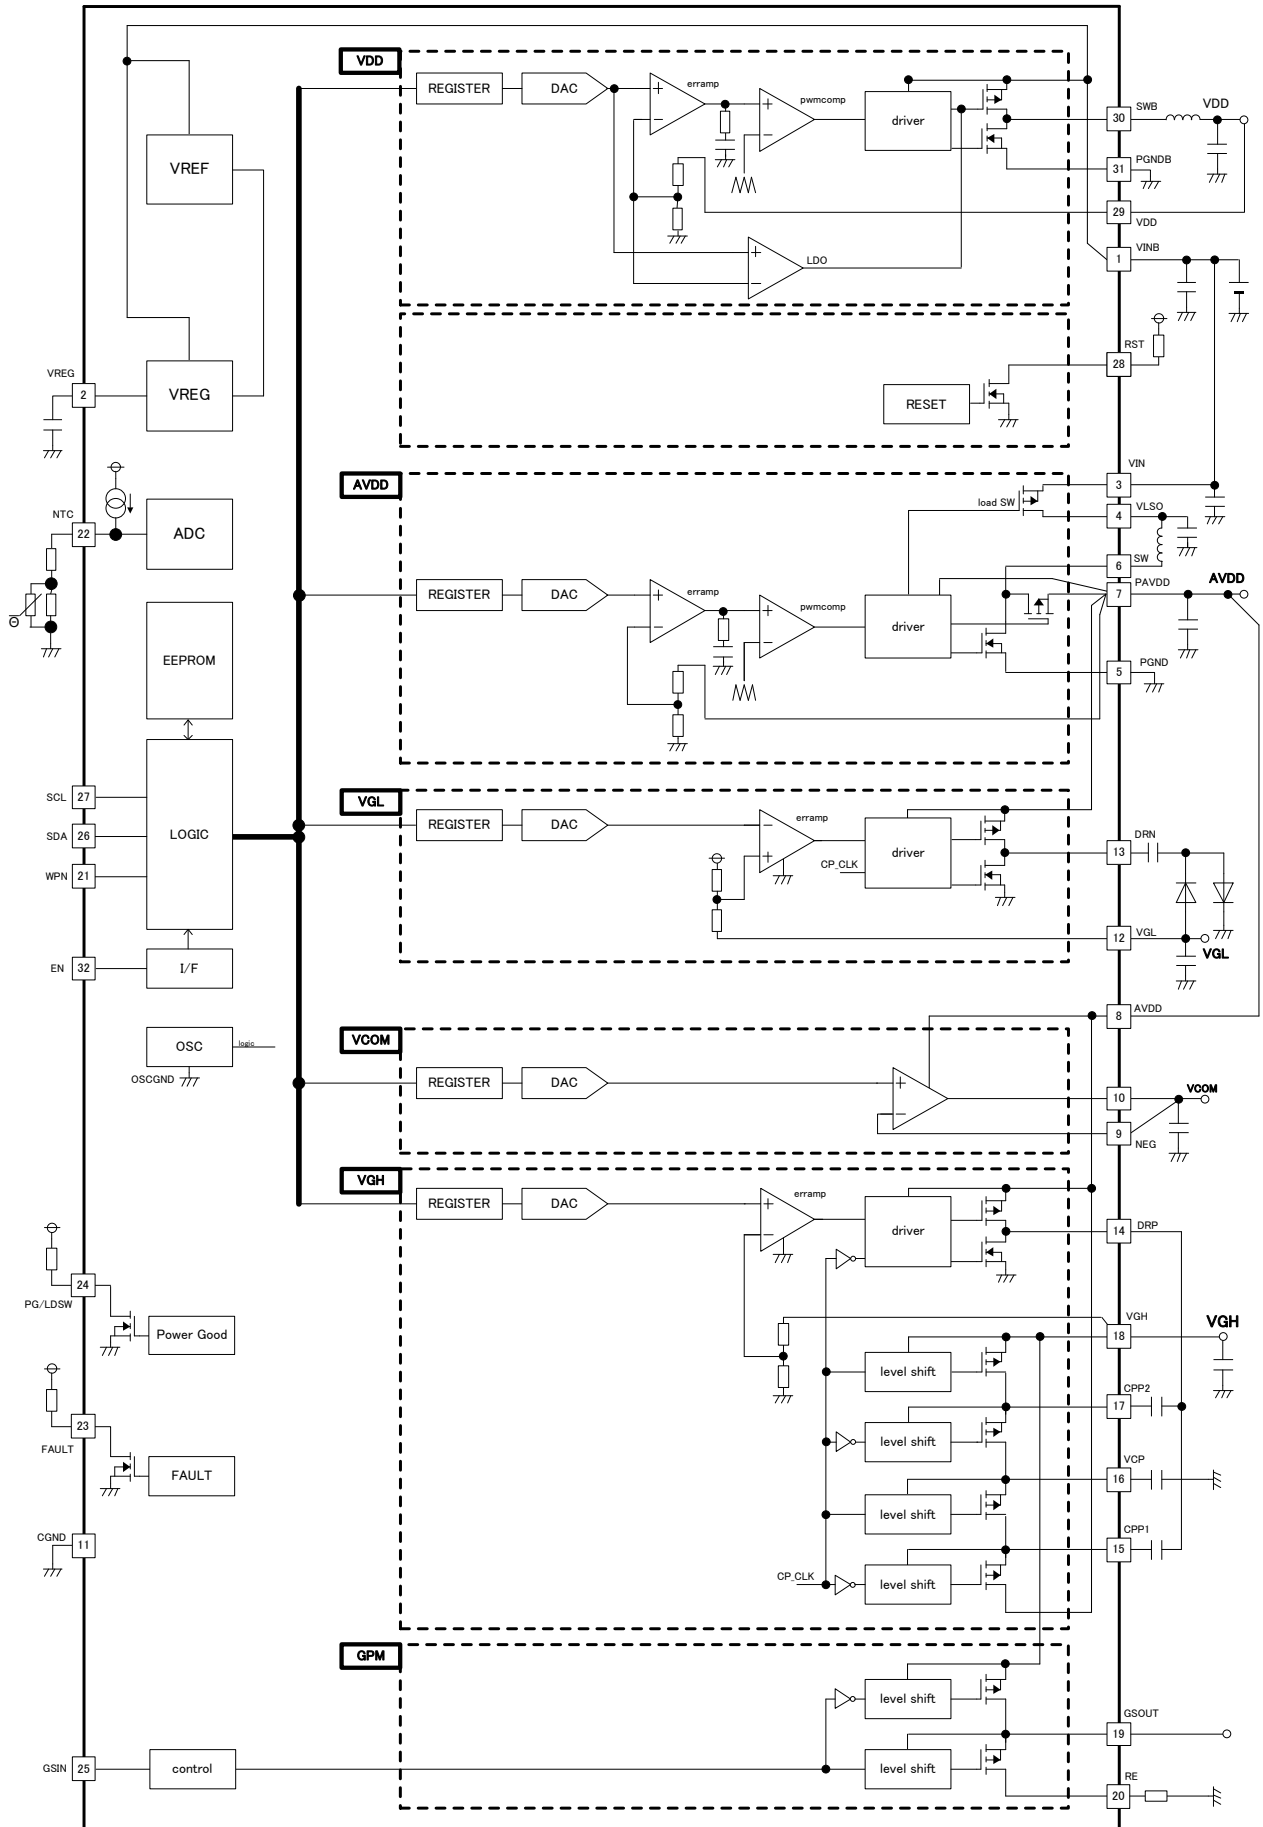 VDD
REGISTER
DAC
erramp
pwmcomp
driver
SWB
30
VDD
31
PGNDB
29
VDD
LDO
VINB
1
VREF
VREG
2
VREG
RST
28
RESET
AVDD
VIN
3
load SW
4
VLSO
NTC
22
ADC
SW
6
PAVDD
7
AVDD
REGISTER
DAC
erramp
pwmcomp
driver
PGND
5
EEPROM
VGL
SCL
27
SDA
26
WPN
21
LOGIC
REGISTER
DAC
erramp
CP_CLK
driver
DRN
13
VGL
12
VGL
EN
32
I/F
AVDD
8
OSC
logic
OSCGND
VCOM
REGISTER
DAC
10
VCOM
9
NEG
VGH
REGISTER
DAC
erramp
driver
14
DRP
24
PG/LDSW
Power Good
VGH
18
VGH
level shift
CPP2
17
level shift
23
FAULT
FAULT
VCP
16
level shift
CGND
11
CPP1
15
CP_CLK
level shift
GPM
level shift
GSOUT
19
GSIN
25
control
level shift
RE
20